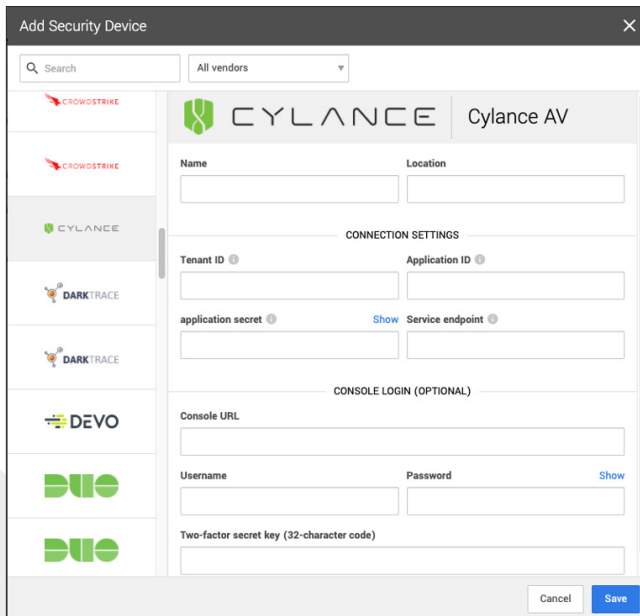 Add Security Device
Search
All vendors
CROWDSTRIKE
CROWDSTRIKE
CYLANCE
DARKTRACE
DARKTRACE
DEVO
DUO
DUO
CYLANCE Cylance AV
Name Location
CONNECTION SETTINGS
Tenant ID Application ID
application secret Show Service endpoint
CONSOLE LOGIN (OPTIONAL)
Console URL
Username Password Show
Two-factor secret key (32-character code)
Cancel Save